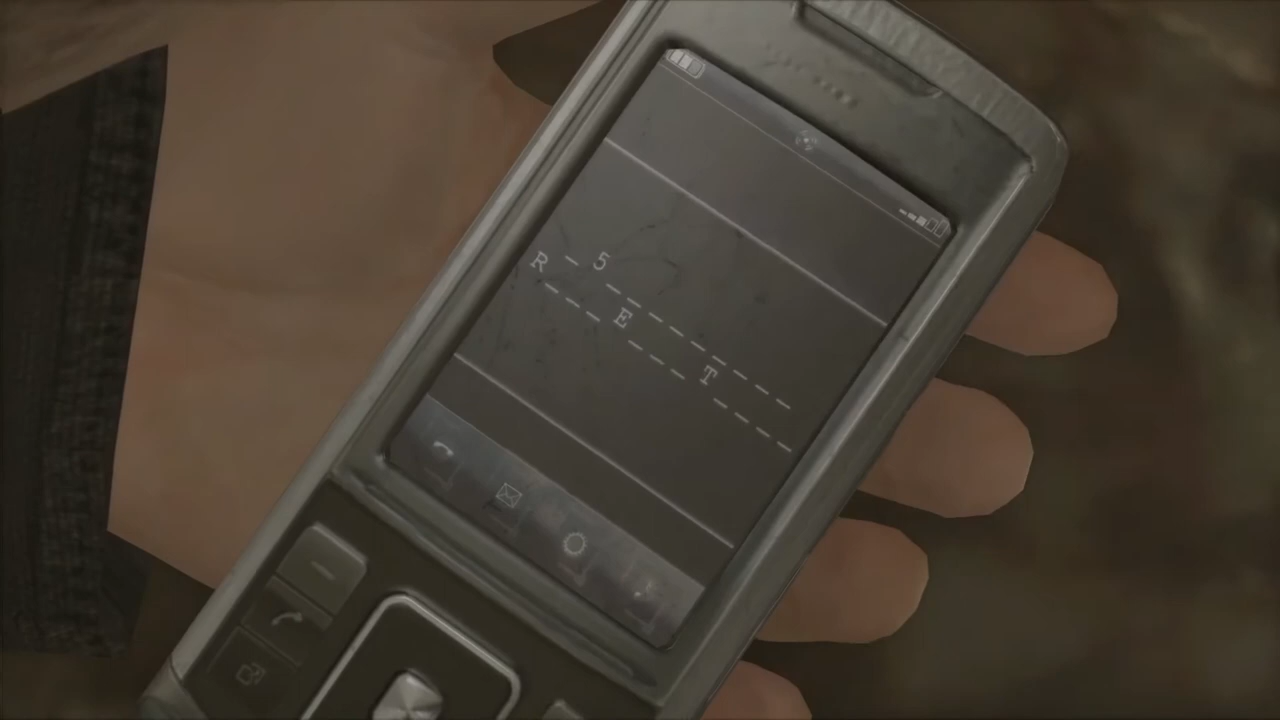 _ 5 _ _ _ _ _ _ _ _ _
R _ _ _ E _ _ _ T _ _ _ _